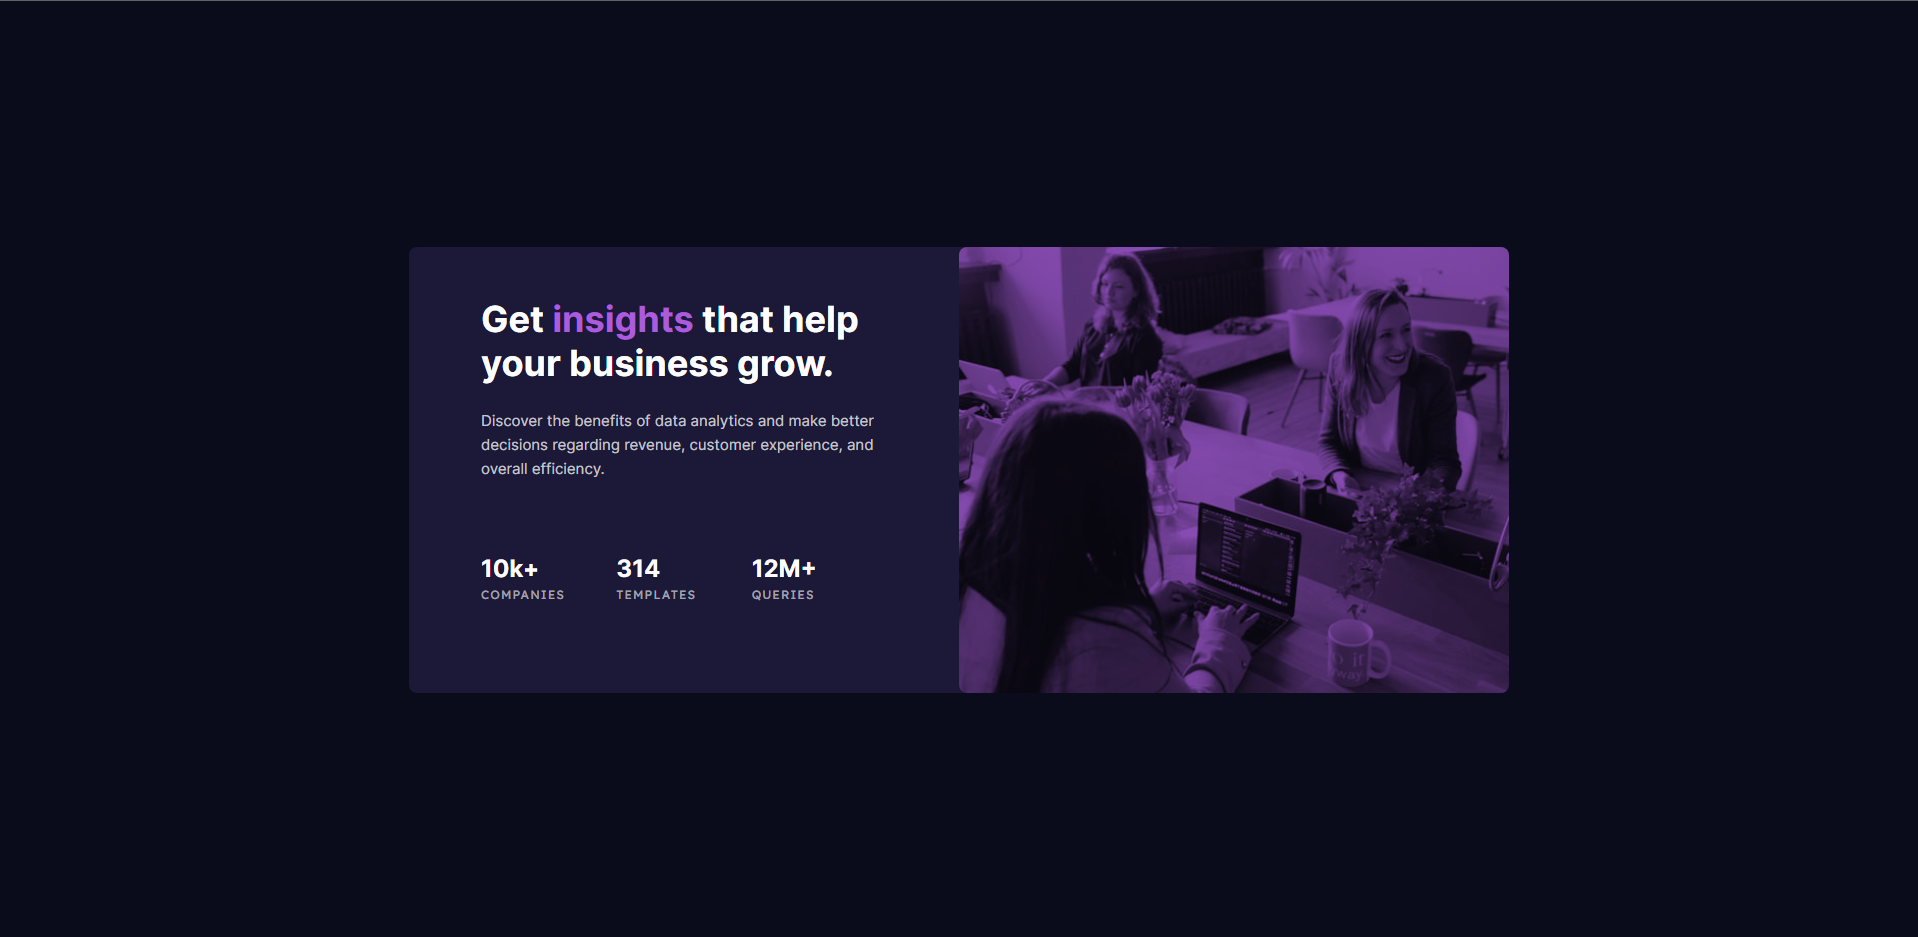 Get insights that help
your business grow.
Discover the benefits of data analytics and make better
decisions regarding revenue, customer experience, and
overall efficiency.
10k+ 314 12M+
COMPANIES TEMPLATES QUERIES